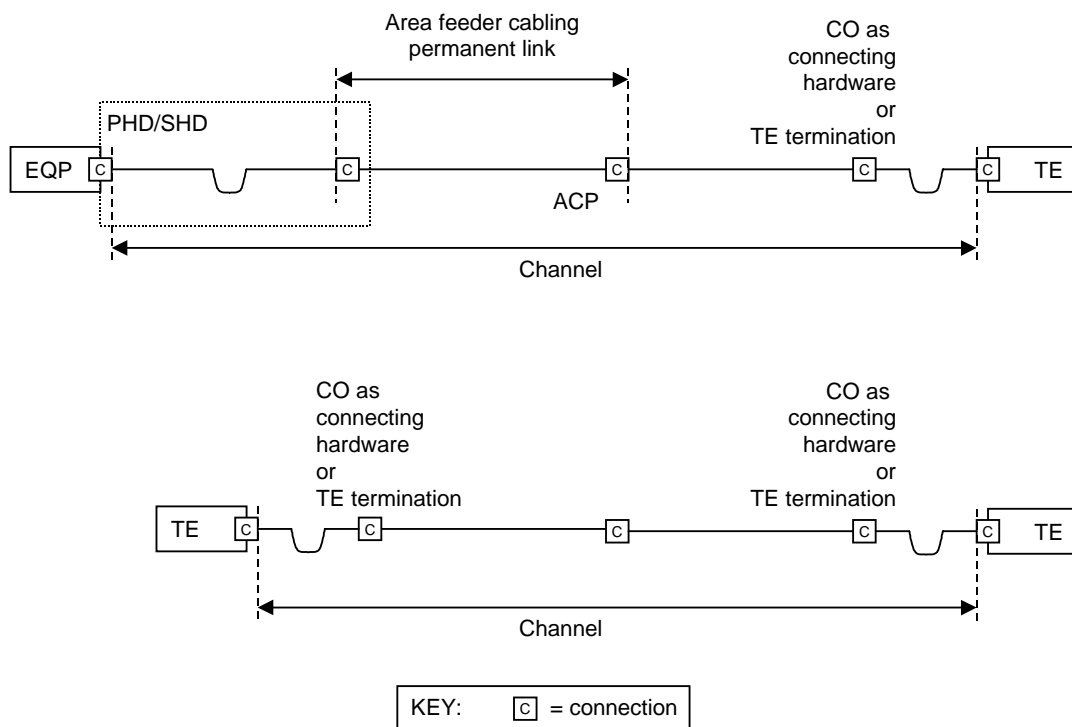 Area feeder cabling
permanent link
CO as
connecting
hardware
or
TE termination
PHD/SHD
EQP
C
C
C
C
C
TE
ACP
Channel
CO as
connecting
hardware
or
TE termination
CO as
connecting
hardware
or
TE termination
TE
C
C
C
C
C
TE
Channel
KEY: C = connection